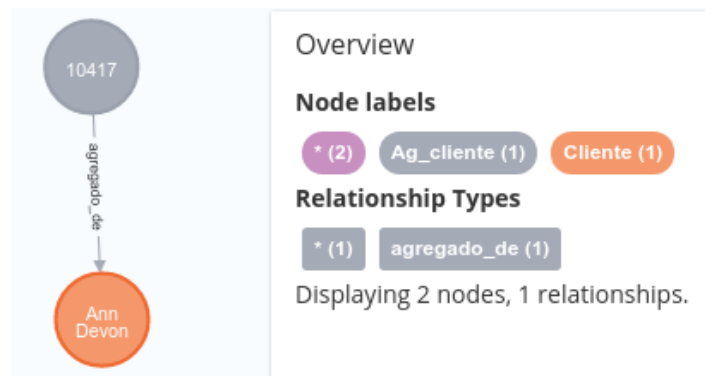 10417
agregado_de
Ann
Devon
Overview
Node labels
* (2) Ag_cliente (1) Cliente (1)
Relationship Types
* (1) agregado_de (1)
Displaying 2 nodes, 1 relationships.